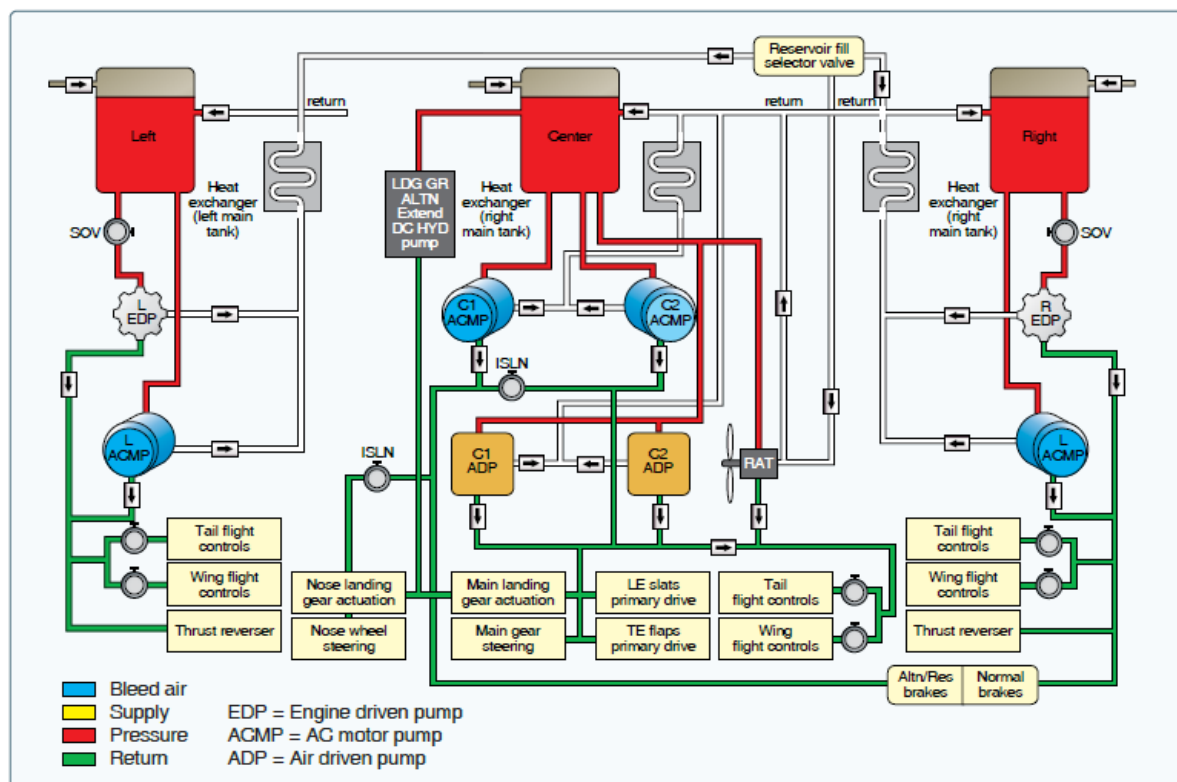 Reservoir fill
selector valve
return
return
return
Left
Center
Right
Heat
exchanger
(left main
tank)
LDG GR
ALTN
Extend
DC HYD
pump
Heat
exchanger
(right
main tank)
Heat
exchanger
(right
main tank)
SOV
SOV
L
EDP
C1
ACMP
C2
ACMP
R
EDP
ISLN
L
ACMP
ISLN
C1
ADP
C2
ADP
RAT
L
ACMP
Tail flight
controls
Wing flight
controls
Thrust reverser
Nose landing
gear actuation
Nose wheel
steering
Main landing
gear actuation
Main gear
steering
LE slats
primary drive
TE flaps
primary drive
Tail
flight controls
Wing
flight controls
Tail flight
controls
Wing flight
controls
Thrust reverser
Altn/Res
brakes
Normal
brakes
Bleed air
Supply
Pressure
Return
EDP = Engine driven pump
ACMP = AC motor pump
ADP = Air driven pump